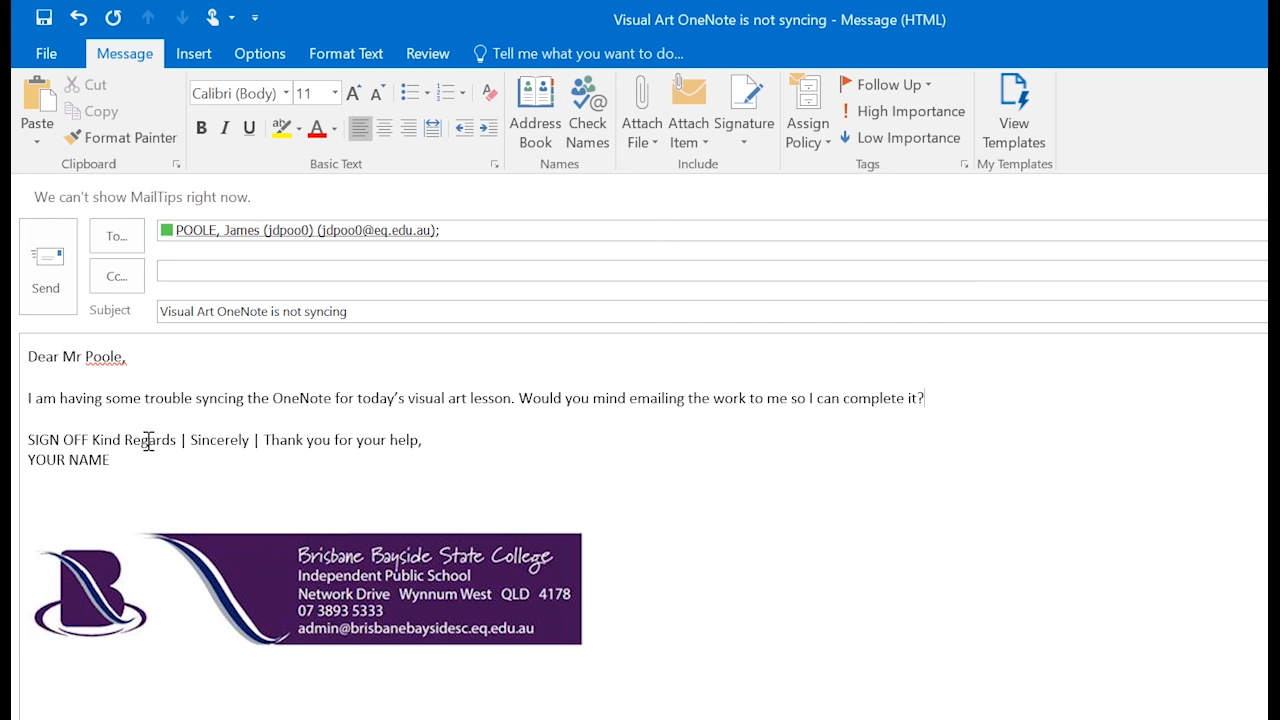 Visual Art OneNote is not syncing - Message (HTML)
File Message Insert Options Format Text Review Tell me what you want to do...
Paste
Cut
Copy
Format Painter
Clipboard
Calibri (Body) 11
B I U
Basic Text
Address Book
Check Names
Names
Attach File
Attach Item
Signature
Include
Assign Policy
Follow Up
High Importance
Low Importance
Tags
View Templates
My Templates
We can't show MailTips right now.
Send
To... POOLE, James (jdpoo0) (jdpoo0@eq.edu.au);
Cc...
Subject Visual Art OneNote is not syncing
Dear Mr Poole,
I am having some trouble syncing the OneNote for today’s visual art lesson. Would you mind emailing the work to me so I can complete it?
SIGN OFF Kind Regards | Sincerely | Thank you for your help,
YOUR NAME
B
Brisbane Bayside State College
Independent Public School
Network Drive Wynnum West QLD 4178
07 3893 5333
admin@brisbanebaysidesc.eq.edu.au